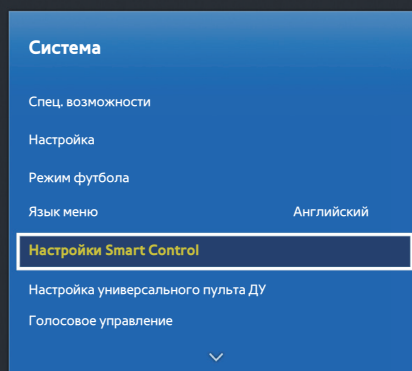 Система
Спец. возможности
Настройка
Режим футбола
Язык меню Английский
Настройки Smart Control
Настройка универсального пульта ДУ
Голосовое управление